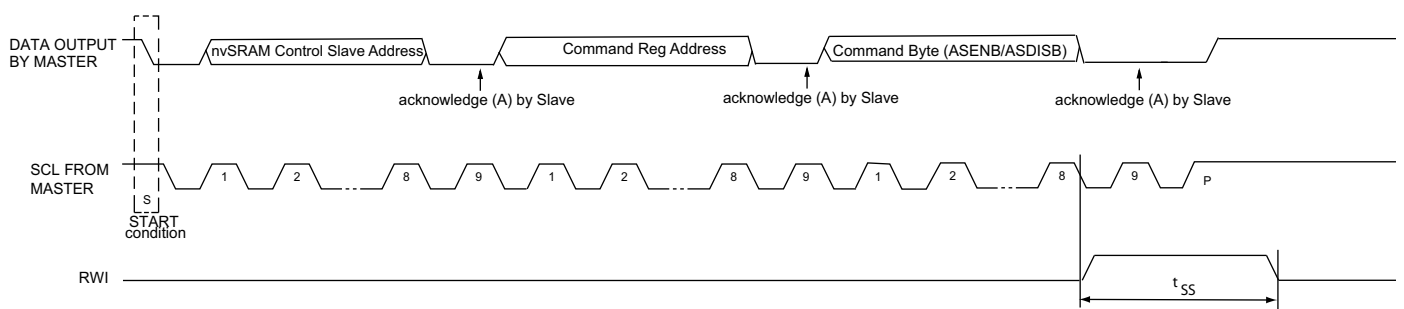 DATA OUTPUT
BY MASTER
nvSRAM Control Slave Address
Command Reg Address
Command Byte (ASENB/ASDISB)
acknowledge (A) by Slave
acknowledge (A) by Slave
acknowledge (A) by Slave
SCL FROM
MASTER
S
1 2 8 9 1 2 8 9 1 2 8 9 P
START
condition
RWI
tSS